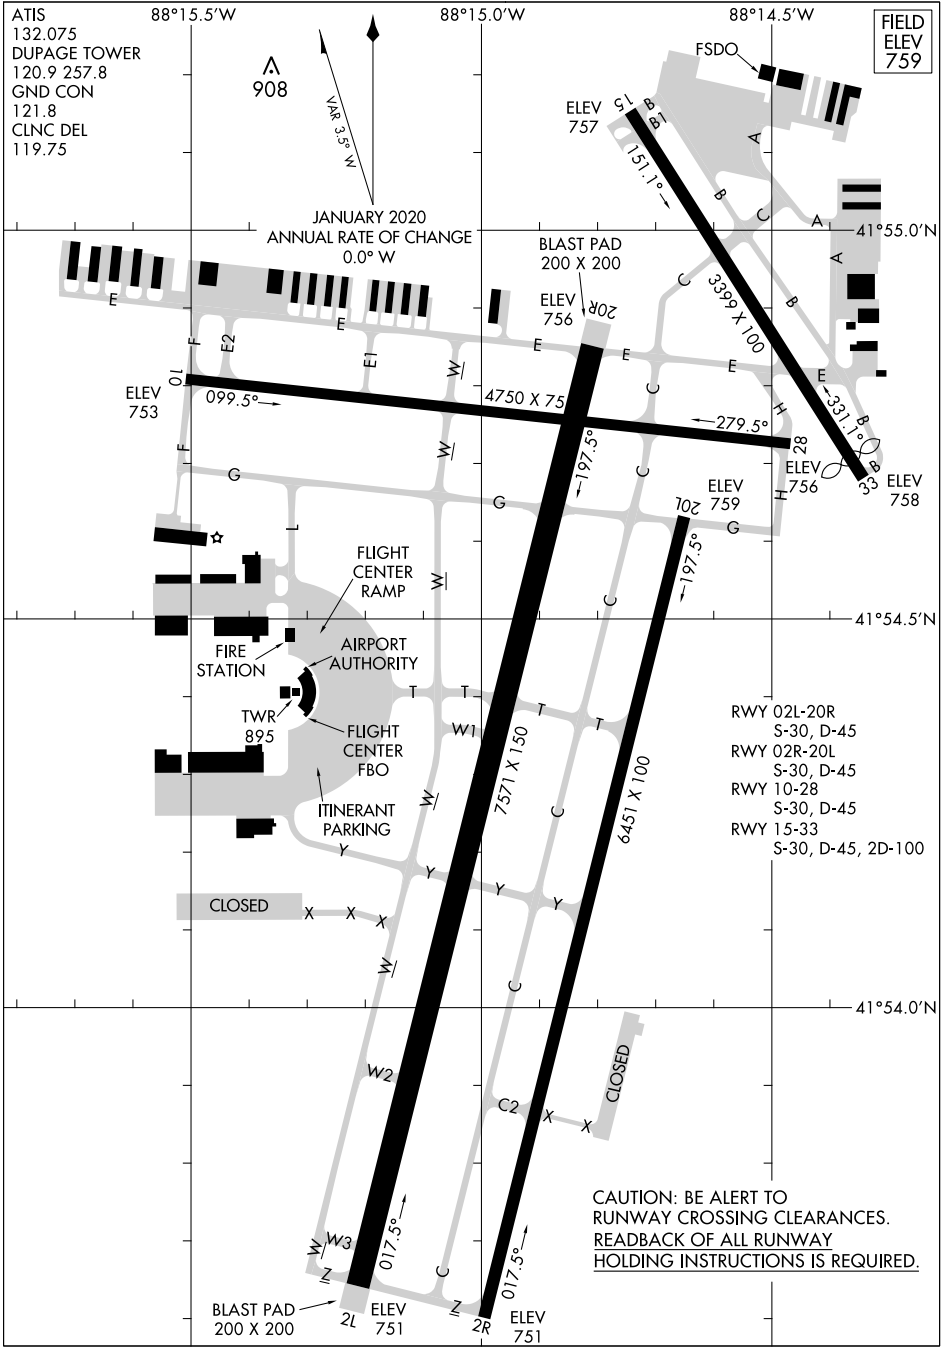 ATIS
132.075
DUPAGE TOWER
120.9 257.8
GND CON
121.8
CLNC DEL
119.75
88°15.5'W
88°15.0'W
88°14.5'W
FIELD
ELEV
759
908
VAR 3.5° W
JANUARY 2020
ANNUAL RATE OF CHANGE
0.0° W
FSDO
ELEV
757
15
B
B1
151.1°
A
B
C
A
A
41°55.0'N
BLAST PAD
200 X 200
C
3399 X 100
B
ELEV
756
20R
E
E
E
E
E
E
F
E2
E1
W
C
H
B
10
ELEV
753
099.5°
4750 X 75
279.5°
331.1°
28
F
W
197.5°
C
ELEV
756
H
33
B
ELEV
758
G
G
20L
ELEV
759
G
L
197.5°
FLIGHT
CENTER
RAMP
W
C
41°54.5'N
FIRE
STATION
AIRPORT
AUTHORITY
T
T
T
T
TWR
895
FLIGHT
CENTER
FBO
W1
7571 X 150
6451 X 100
RWY 02L-20R
S-30, D-45
RWY 02R-20L
S-30, D-45
RWY 10-28
S-30, D-45
RWY 15-33
S-30, D-45, 2D-100
ITINERANT
PARKING
W
C
Y
Y
Y
Y
CLOSED
X
X
X
W
C
41°54.0'N
W2
C2
X
X
CLOSED
CAUTION: BE ALERT TO
RUNWAY CROSSING CLEARANCES.
READBACK OF ALL RUNWAY
HOLDING INSTRUCTIONS IS REQUIRED.
W
W3
017.5°
C
017.5°
Z
Z
BLAST PAD
200 X 200
2L
ELEV
751
2R
ELEV
751